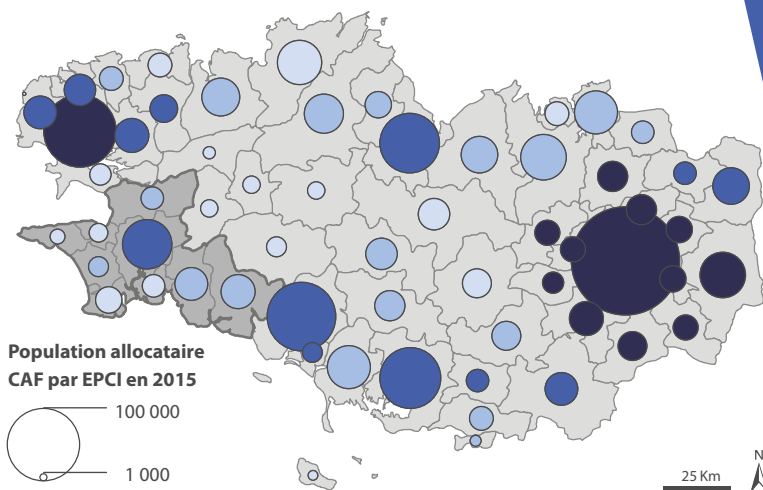 Population allocataire
CAF par EPCI en 2015
100 000
1 000
25 Km
N